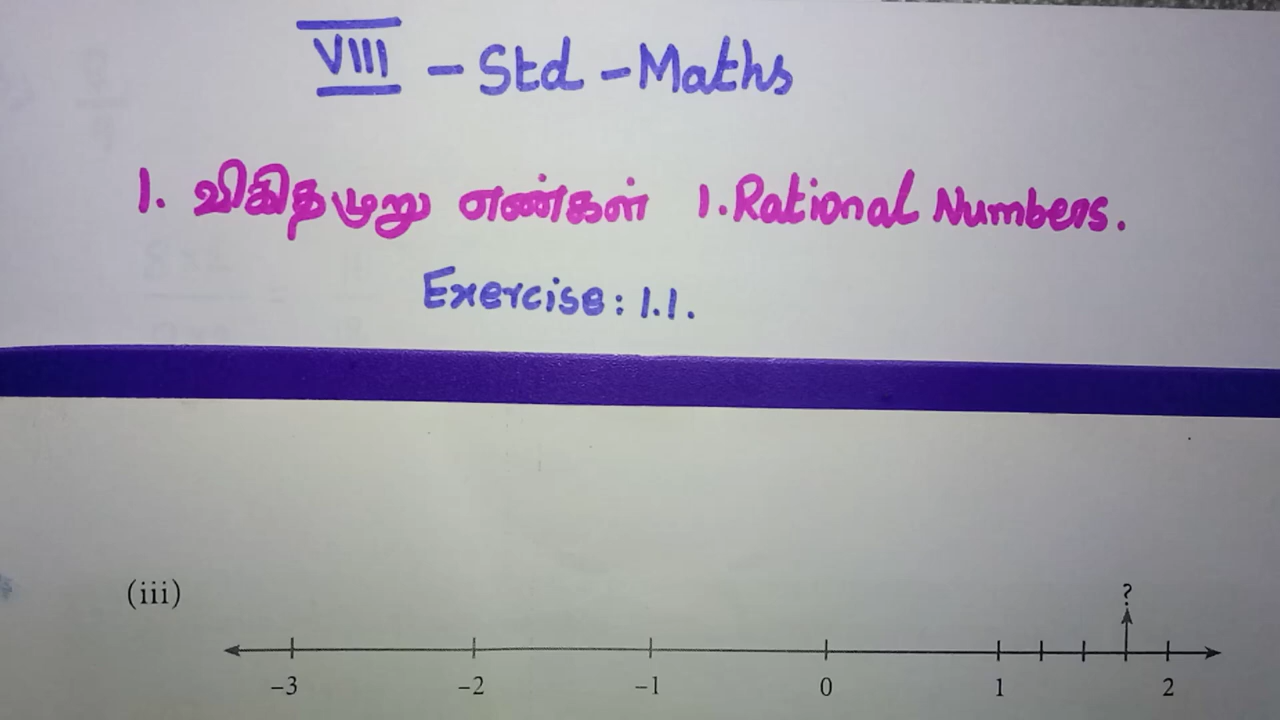 VIII - Std - Maths
1. விகிதமுறு எண்கள் 1. Rational Numbers.
Exercise: 1.1.
(iii)
?
-3 -2 -1 0 1 2